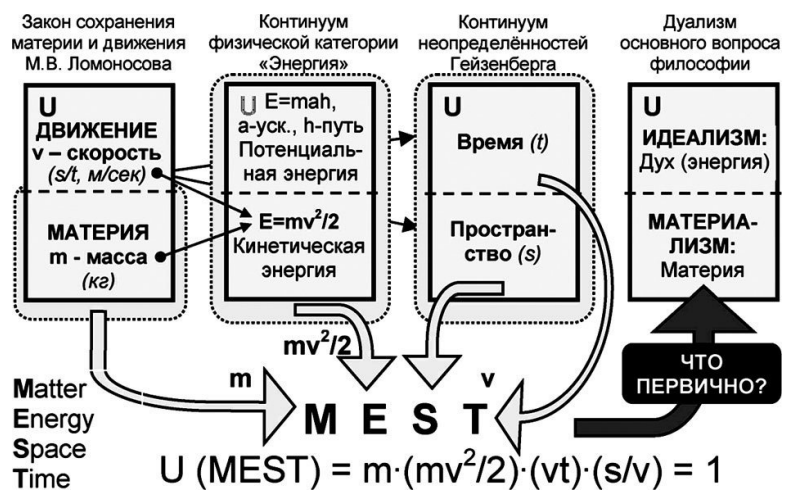 Закон сохранения
материи и движения
М.В. Ломоносова
Континуум
физической категории
«Энергия»
Континуум
неопределённостей
Гейзенберга
Дуализм
основного вопроса
философии
U
ДВИЖЕНИЕ
v – скорость
(s/t, м/сек)
МАТЕРИЯ
m - масса
(кг)
U E=mah,
a-уск., h-путь
Потенциаль-
ная энергия
E=mv²/2
Кинетическая
энергия
U
Время (t)
Простран-
ство (s)
U
ИДЕАЛИЗМ:
Дух (энергия)
МАТЕРИА-
ЛИЗМ:
Материя
ЧТО
ПЕРВИЧНО?
m
mv²/2
v
M E S T
Matter
Energy
Space
Time
U (MEST) = m·(mv²/2)·(vt)·(s/v) = 1